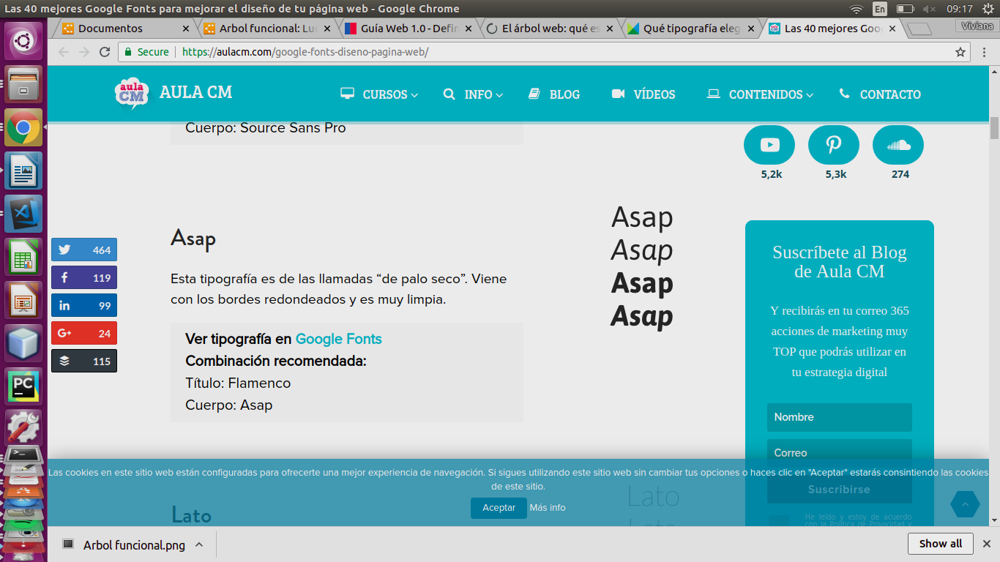 Las 40 mejores Google Fonts para mejorar el diseño de tu página web - Google Chrome
En
09:17
Documentos
Arbol funcional: Luc
Guía Web 1.0 - Defin
El árbol web: qué es
Qué tipografía eleg
Las 40 mejores Goo
Viviana
Secure
https://aulacm.com/google-fonts-diseno-pagina-web/
aula
CM
AULA CM
CURSOS
INFO
BLOG
VÍDEOS
CONTENIDOS
CONTACTO
Cuerpo: Source Sans Pro
5,2k
5,3k
274
464
119
99
24
115
Asap
Esta tipografía es de las llamadas “de palo seco”. Viene
con los bordes redondeados y es muy limpia.
Ver tipografía en Google Fonts
Combinación recomendada:
Título: Flamenco
Cuerpo: Asap
Asap
Asap
Asap
Asap
Suscríbete al Blog
de Aula CM
Y recibirás en tu correo 365
acciones de marketing muy
TOP que podrás utilizar en
tu estrategia digital
Nombre
Correo
Suscribirse
He leído y estoy de acuerdo
con la Política de Privacidad y
Las cookies en este sitio web están configuradas para ofrecerte una mejor experiencia de navegación. Si sigues utilizando este sitio web sin cambiar tus opciones o haces clic en "Aceptar" estarás consintiendo las cookies
de este sitio.
Aceptar
Más info
Lato
Lato
PC
Arbol funcional.png
Show all